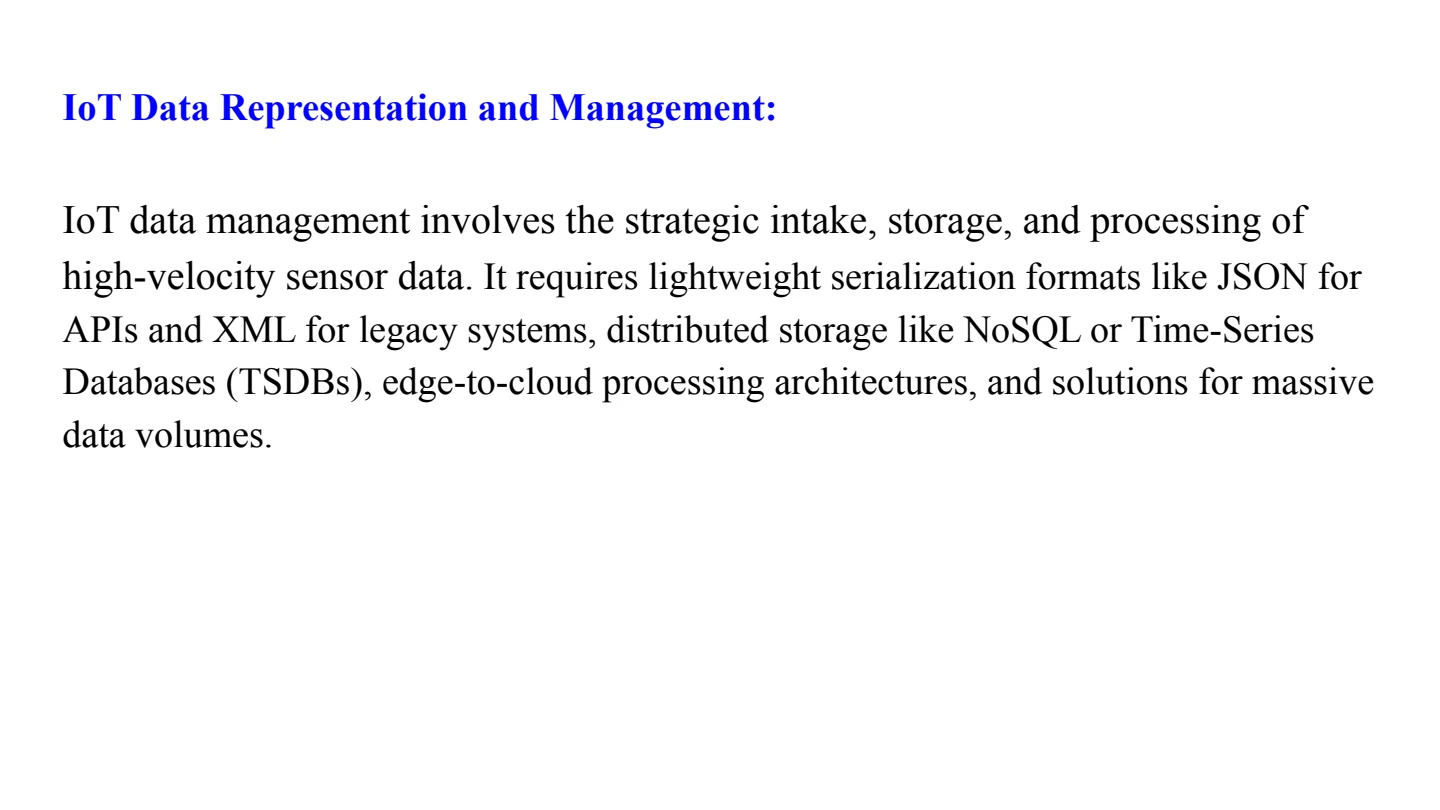 IoT Data Representation and Management:
IoT data management involves the strategic intake, storage, and processing of
high-velocity sensor data. It requires lightweight serialization formats like JSON for
APIs and XML for legacy systems, distributed storage like NoSQL or Time-Series
Databases (TSDBs), edge-to-cloud processing architectures, and solutions for massive
data volumes.